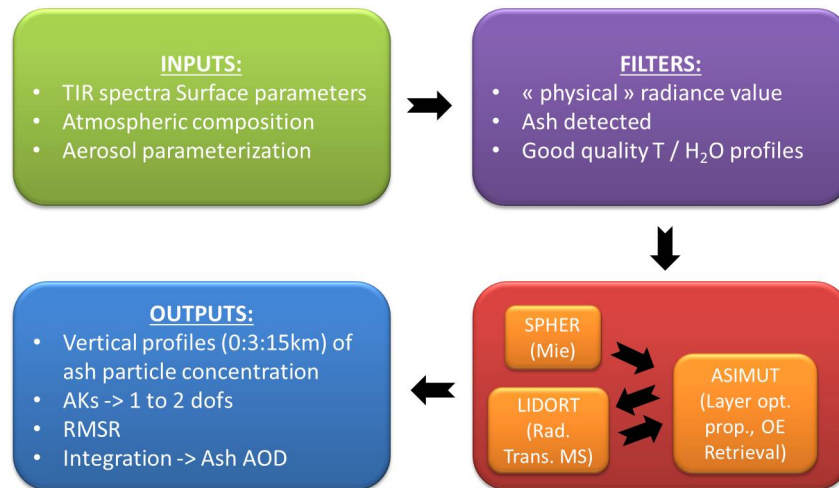 INPUTS:
• TIR spectra Surface parameters
• Atmospheric composition
• Aerosol parameterization
FILTERS:
• « physical » radiance value
• Ash detected
• Good quality T / H₂O profiles
SPHER
(Mie)
LIDORT
(Rad.
Trans. MS)
ASIMUT
(Layer opt.
prop., OE
Retrieval)
OUTPUTS:
• Vertical profiles (0:3:15km) of
ash particle concentration
• AKs -> 1 to 2 dofs
• RMSR
• Integration -> Ash AOD